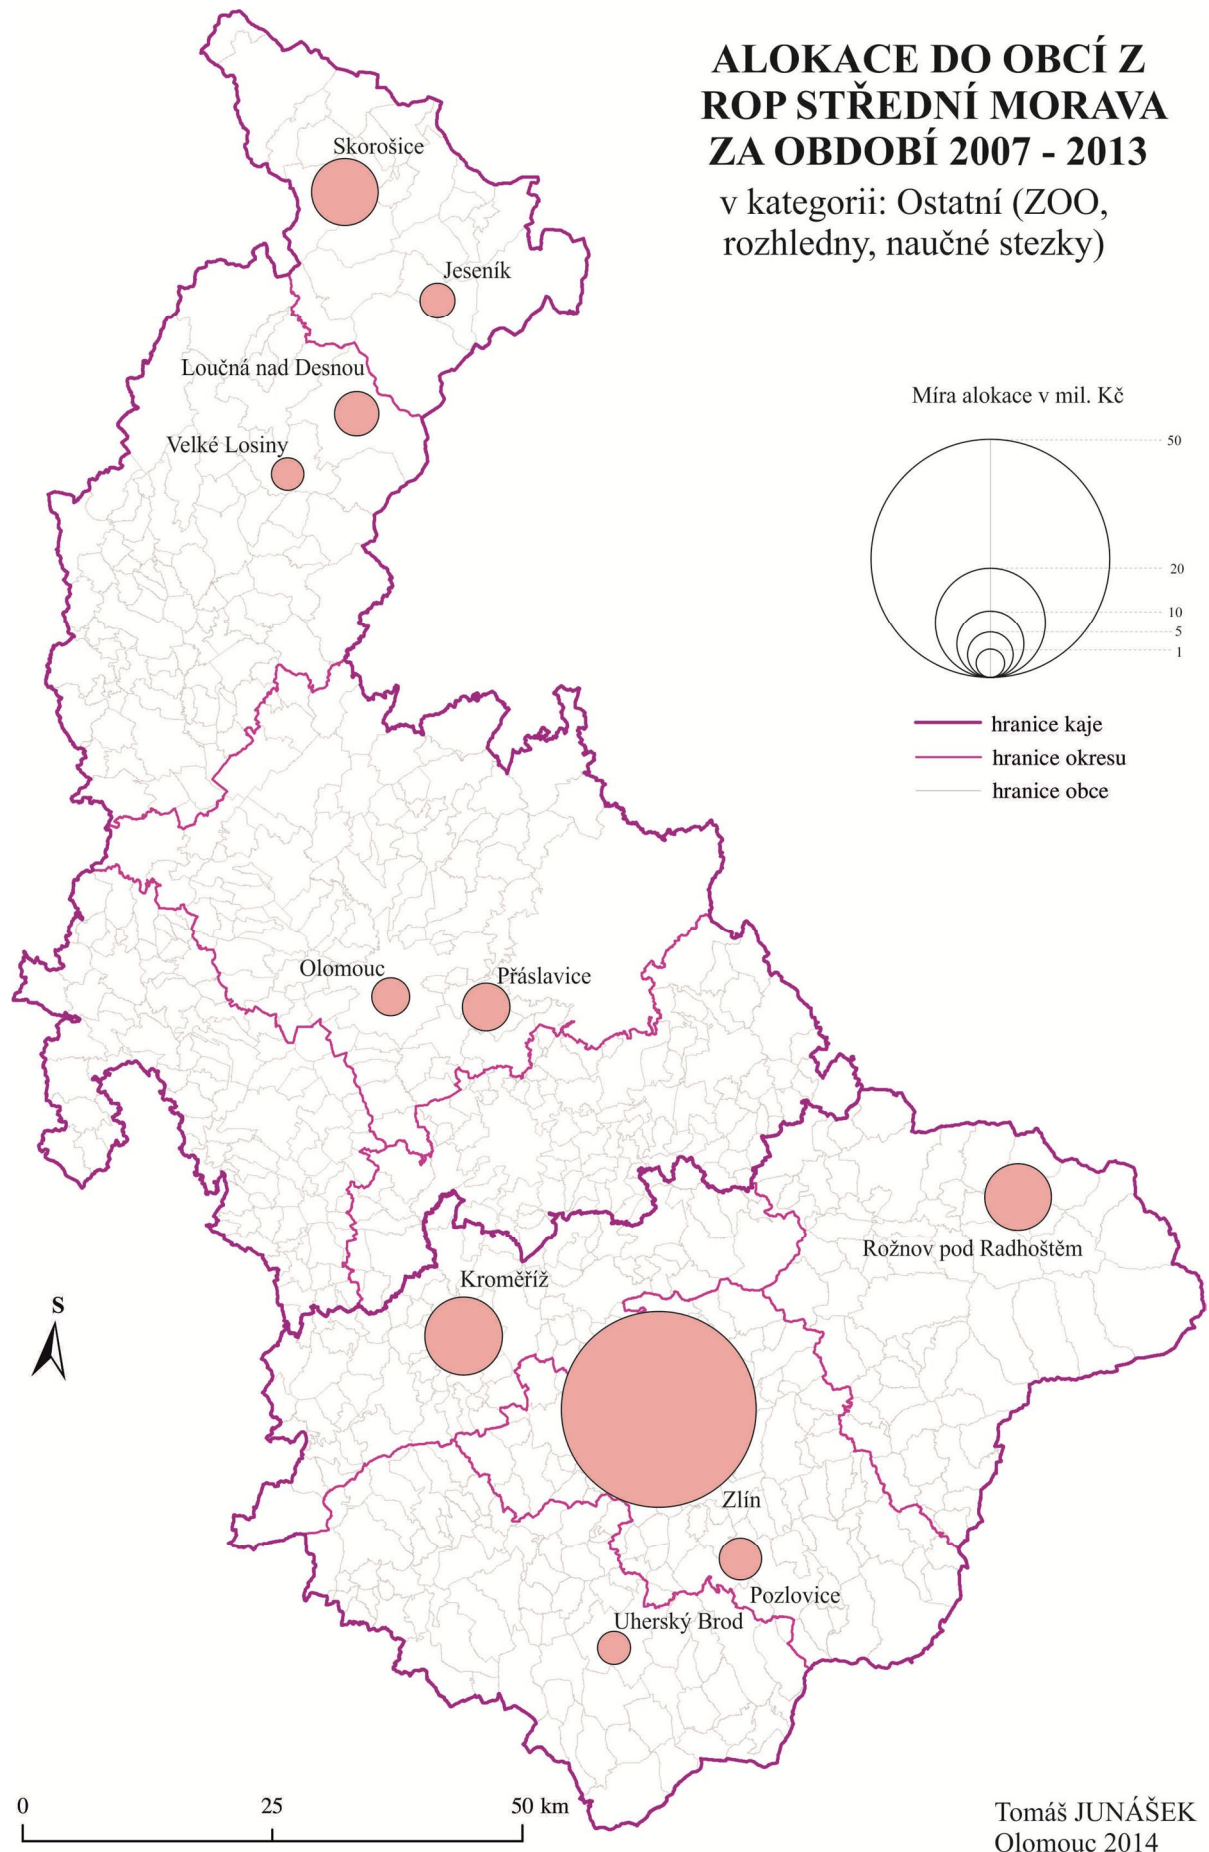 ALOKACE DO OBCÍ Z
ROP STŘEDNÍ MORAVA
ZA OBDOBÍ 2007 - 2013
v kategorii: Ostatní (ZOO,
rozhledny, naučné stezky)
Skorošice
Jeseník
Loučná nad Desnou
Velké Losiny
Míra alokace v mil. Kč
50
20
10
5
1
hranice kaje
hranice okresu
hranice obce
Olomouc
Přáslavice
Rožnov pod Radhoštěm
Kroměříž
S
Zlín
Pozlovice
Uherský Brod
0 25 50 km
Tomáš JUNÁŠEK
Olomouc 2014